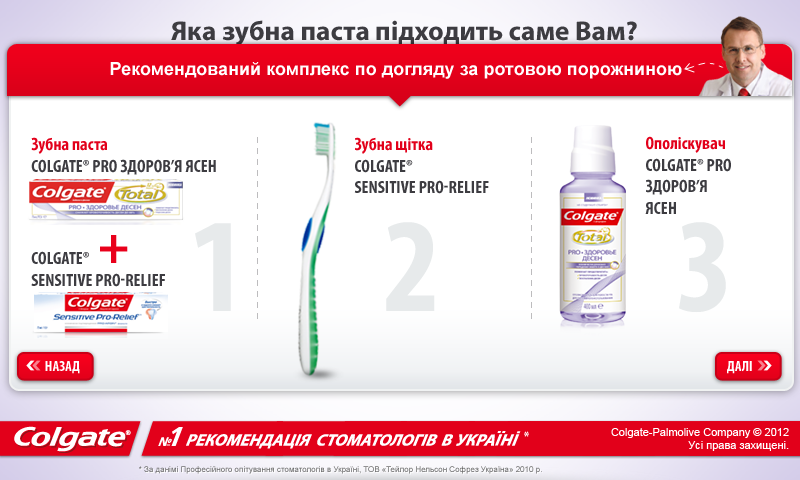 Яка зубна паста підходить саме Вам?
Рекомендований комплекс по догляду за ротовою порожниною
Зубна паста
COLGATE® PRO ЗДОРОВ'Я ЯСЕН
Colgate Total
PRO • ЗДОРОВЬЕ ДЕСЕН
+
COLGATE®
SENSITIVE PRO-RELIEF
Colgate
Sensitive Pro-Relief
1
Зубна щітка
COLGATE®
SENSITIVE PRO-RELIEF
2
Ополіскувач
COLGATE® PRO
ЗДОРОВ'Я
ЯСЕН
Colgate
Total
PRO • ЗДОРОВЬЕ
ДЕСЕН
3
НАЗАД
ДАЛІ
Colgate®
№1 РЕКОМЕНДАЦІЯ СТОМАТОЛОГІВ В УКРАЇНІ *
Colgate-Palmolive Company © 2012
Усі права захищені.
* За данімі Професійного опітування стоматологів в Україні, ТОВ «Тейлор Нельсон Софрез Україна» 2010 р.